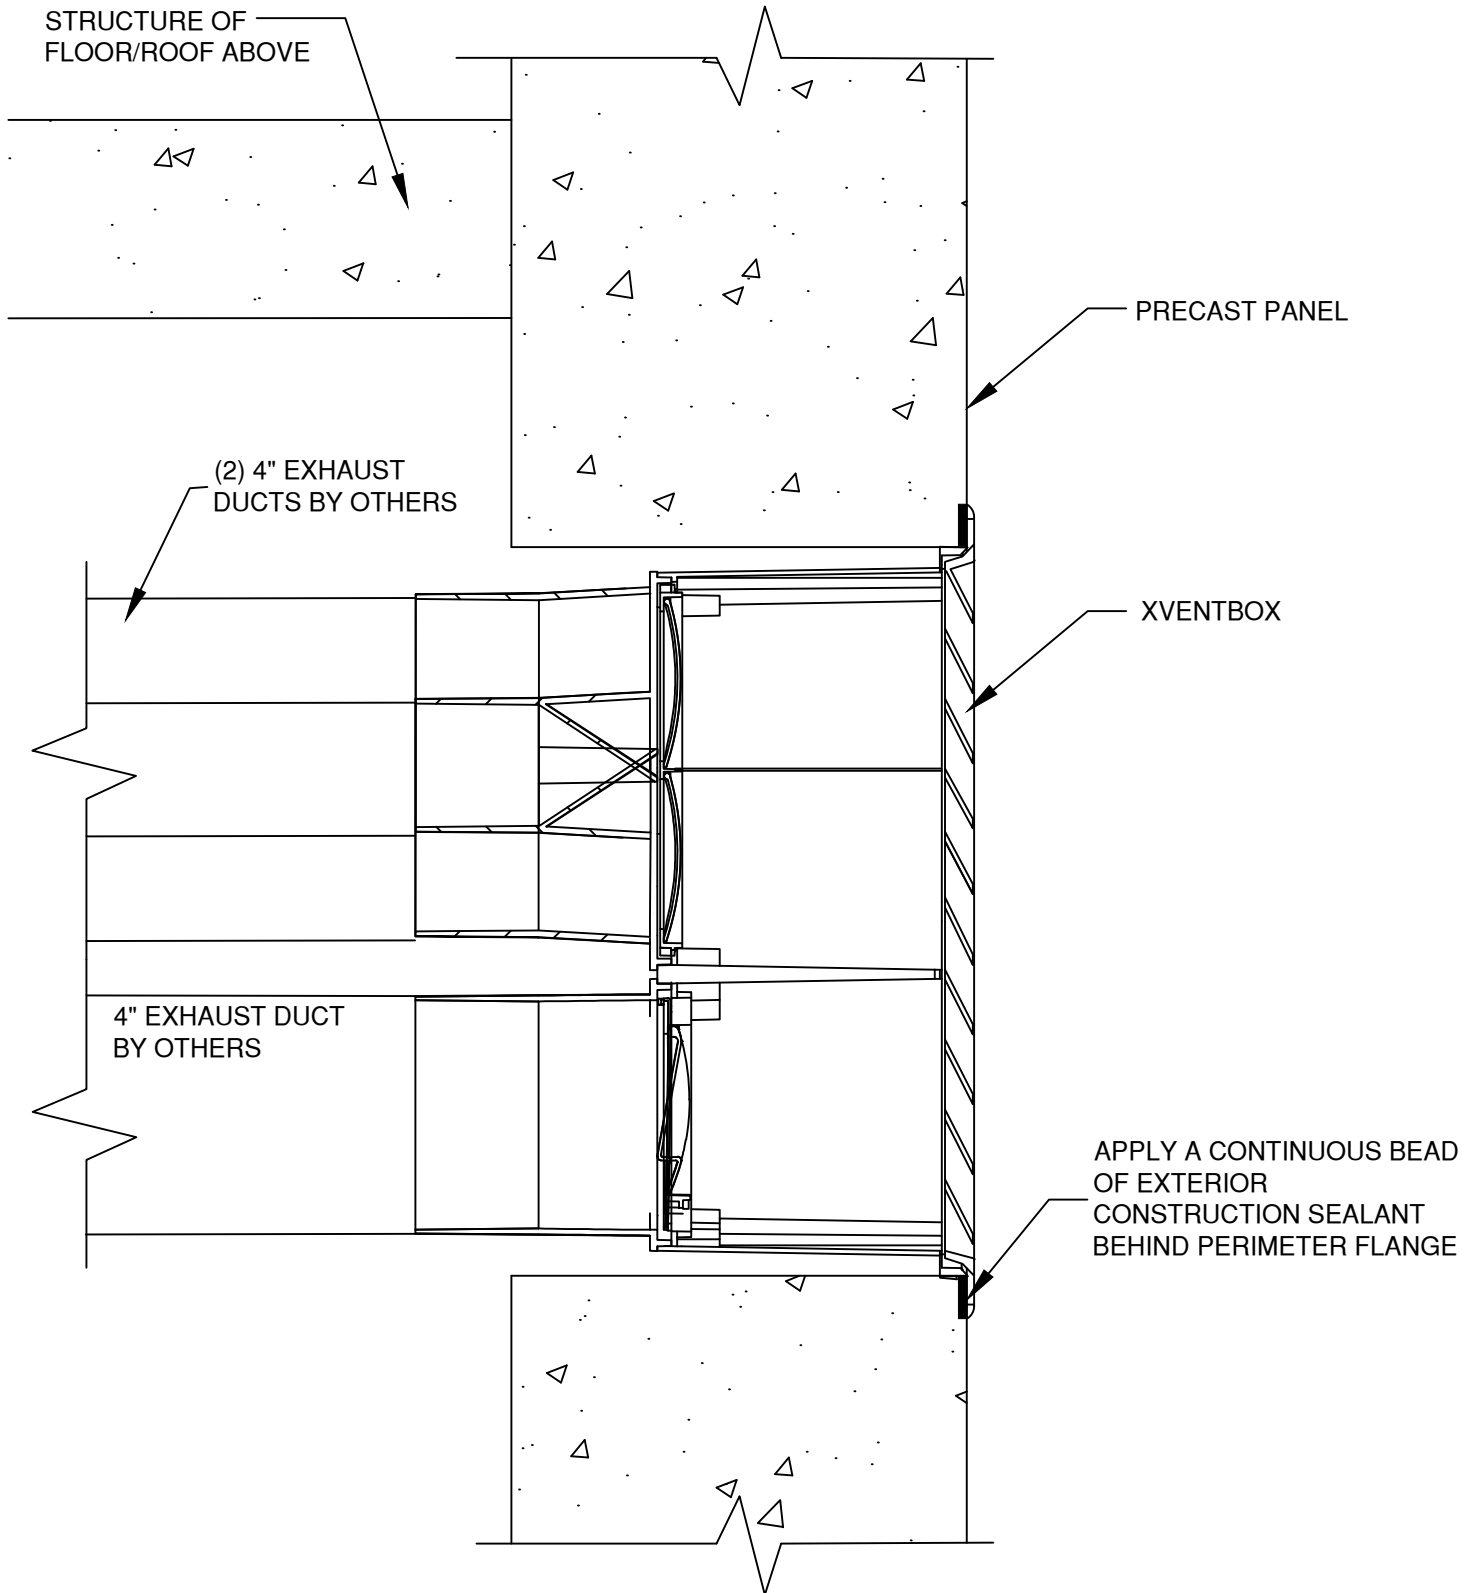 STRUCTURE OF
FLOOR/ROOF ABOVE
PRECAST PANEL
(2) 4" EXHAUST
DUCTS BY OTHERS
XVENTBOX
4" EXHAUST DUCT
BY OTHERS
APPLY A CONTINUOUS BEAD
OF EXTERIOR
CONSTRUCTION SEALANT
BEHIND PERIMETER FLANGE